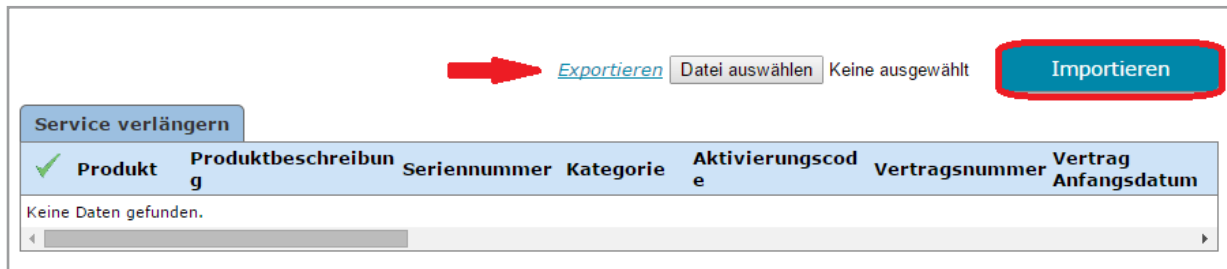 Exportieren Datei auswählen Keine ausgewählt Importieren
Service verlängern
Produkt Produktbeschreibun
g Seriennummer Kategorie Aktivierungscod
e Vertragsnummer Vertrag
Anfangsdatum
Keine Daten gefunden.